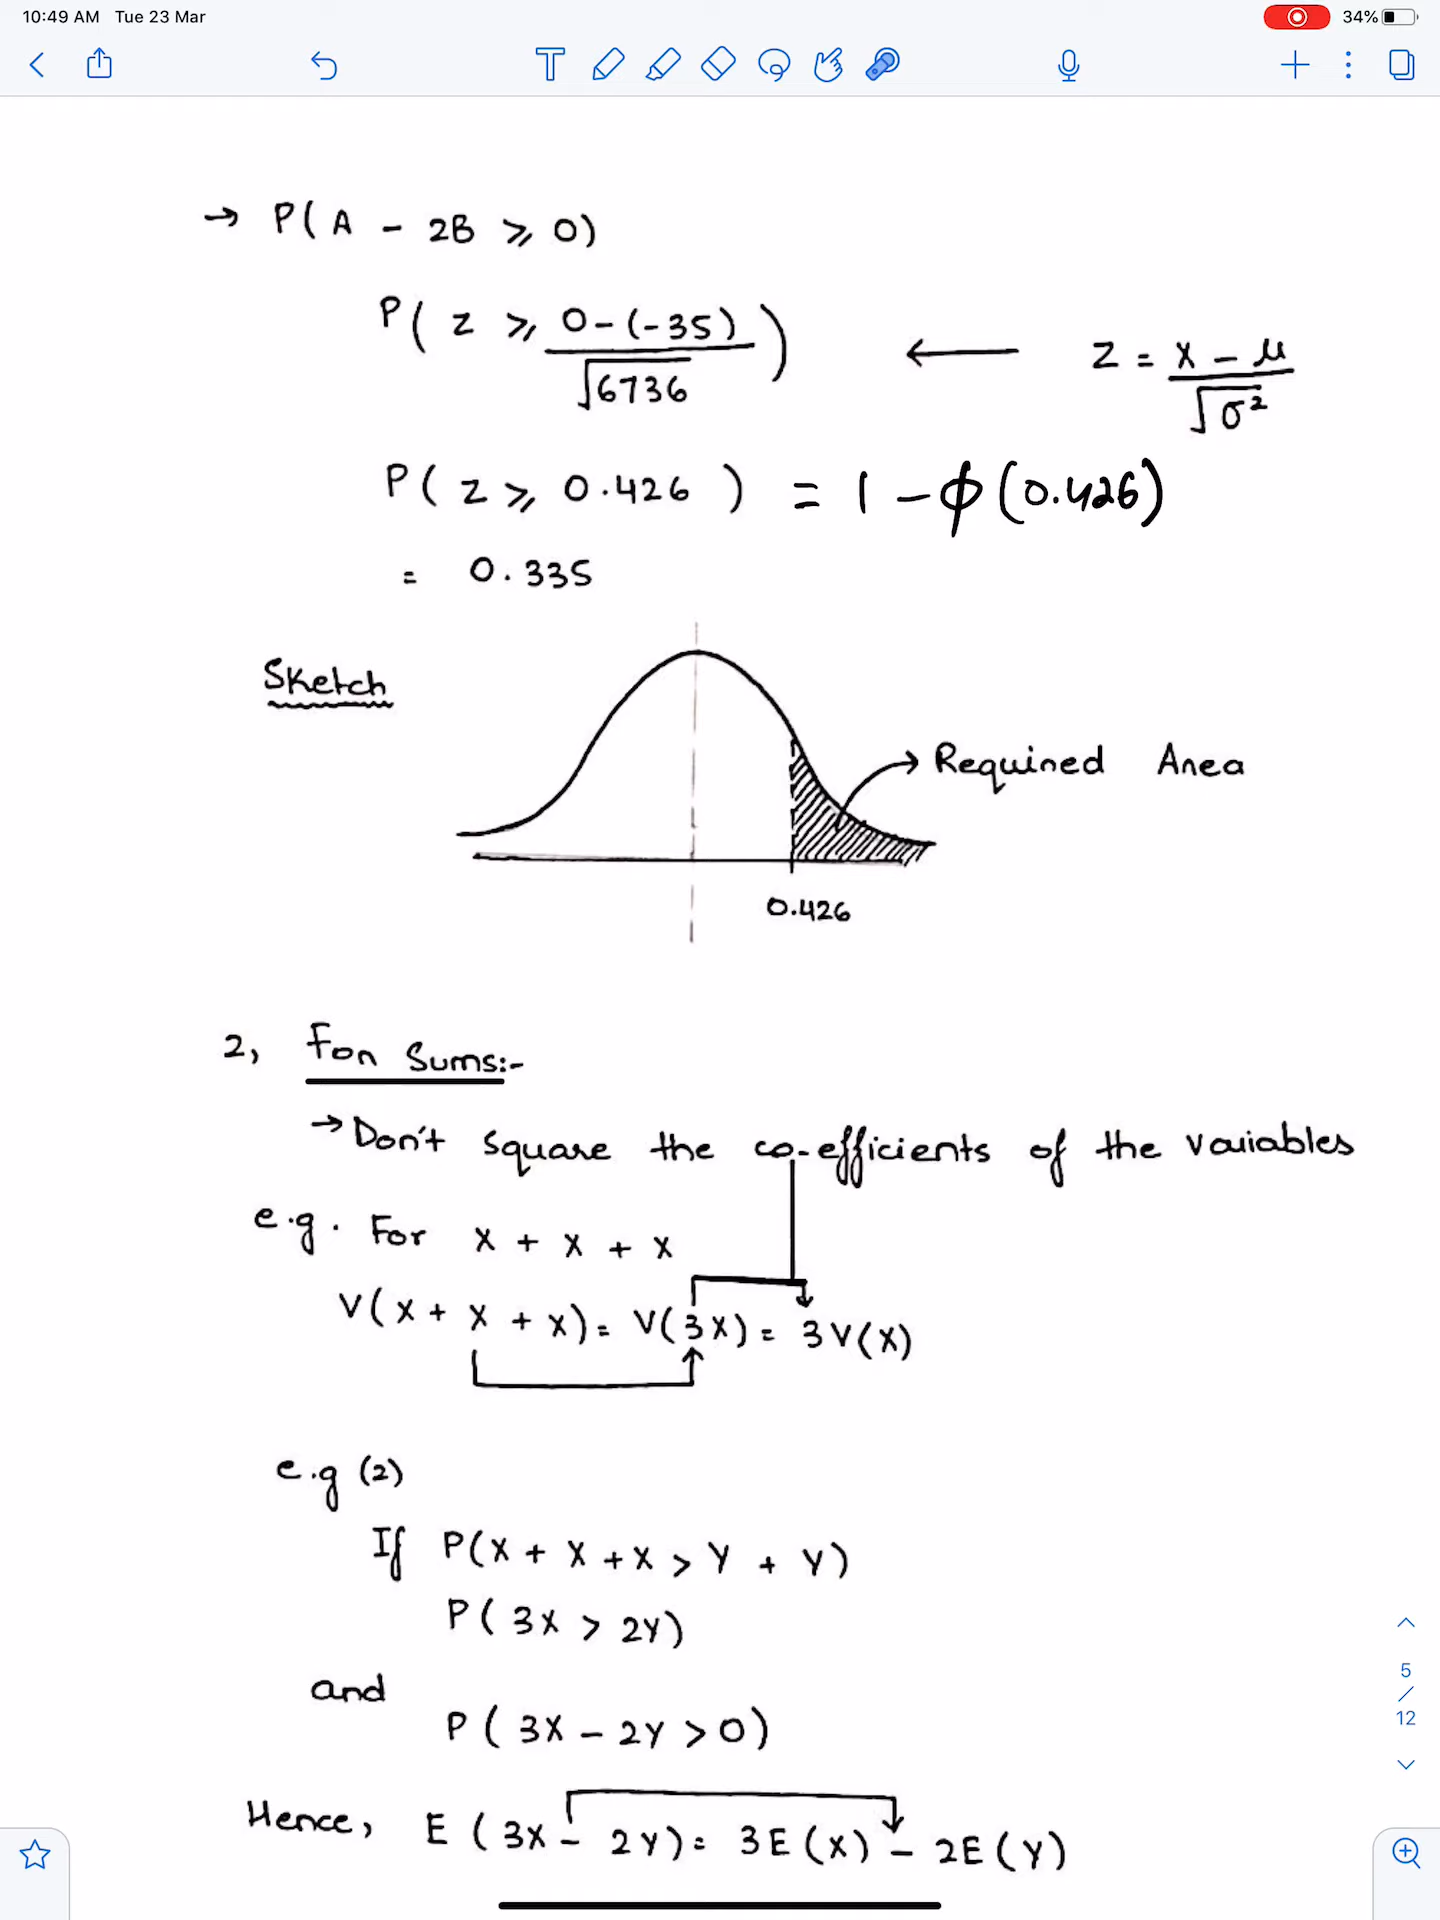 10:49 AM Tue 23 Mar
34%
→ P(A - 2B ⩾ 0)
P( Z ⩾ 0-(-35) / √6736 ) ← Z = X - μ / √σ²
P( Z ⩾ 0.426 ) = 1 - ϕ(0.426)
= 0.335
Sketch
→ Required Area
0.426
2, For Sums:-
→ Don't square the co-efficients of the variables
e.g. For X + X + X
V(X + X + X) = V(3X) = 3V(X)
e.g (2)
If P(X + X + X > Y + Y)
P( 3X > 2Y)
and
P( 3X - 2Y > 0)
Hence, E ( 3X - 2Y) = 3E(X) - 2E(Y)
5
/
12